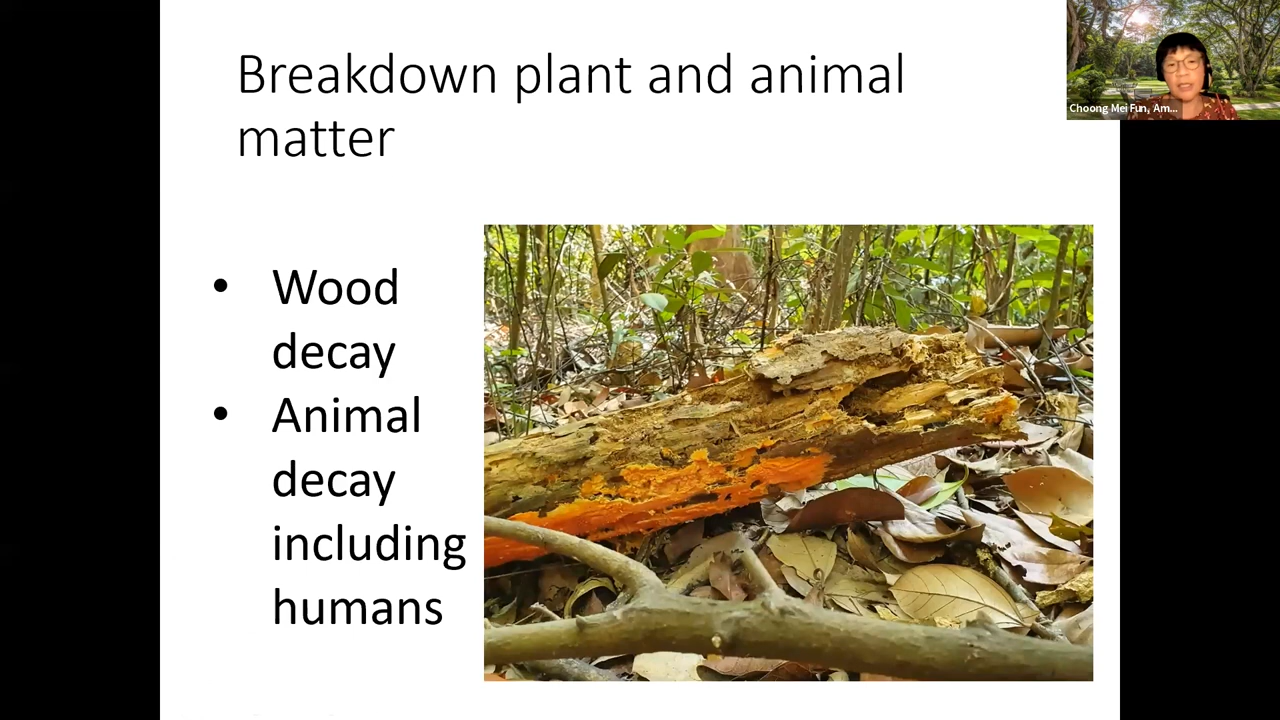 Breakdown plant and animal
matter
Choong Mei Fun, Am...
• Wood
decay
• Animal
decay
including
humans